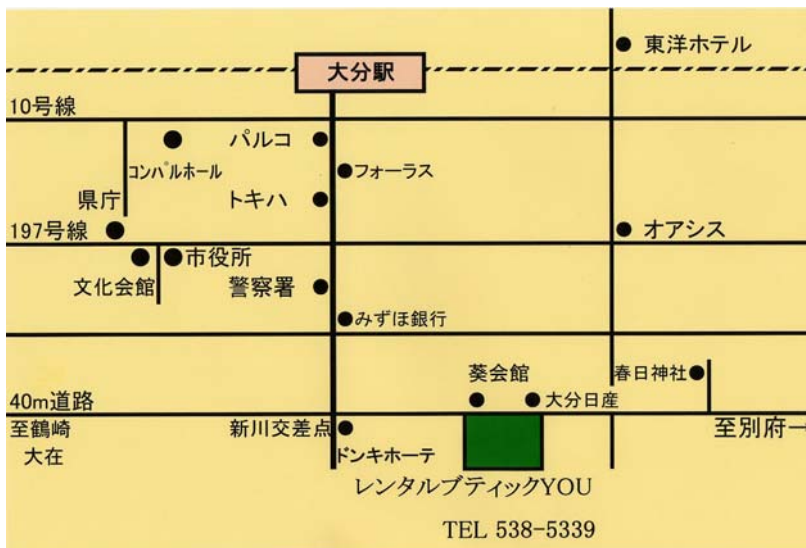 東洋ホテル
大分駅
10号線
パルコ
コンパルホール
フォーラス
県庁
トキハ
197号線
オアシス
市役所
文化会館
警察署
みずほ銀行
葵会館
春日神社
40m道路
大分日産
至鶴崎
大在
新川交差点
ドンキホーテ
至別府→
レンタルブティックYOU
TEL 538-5339